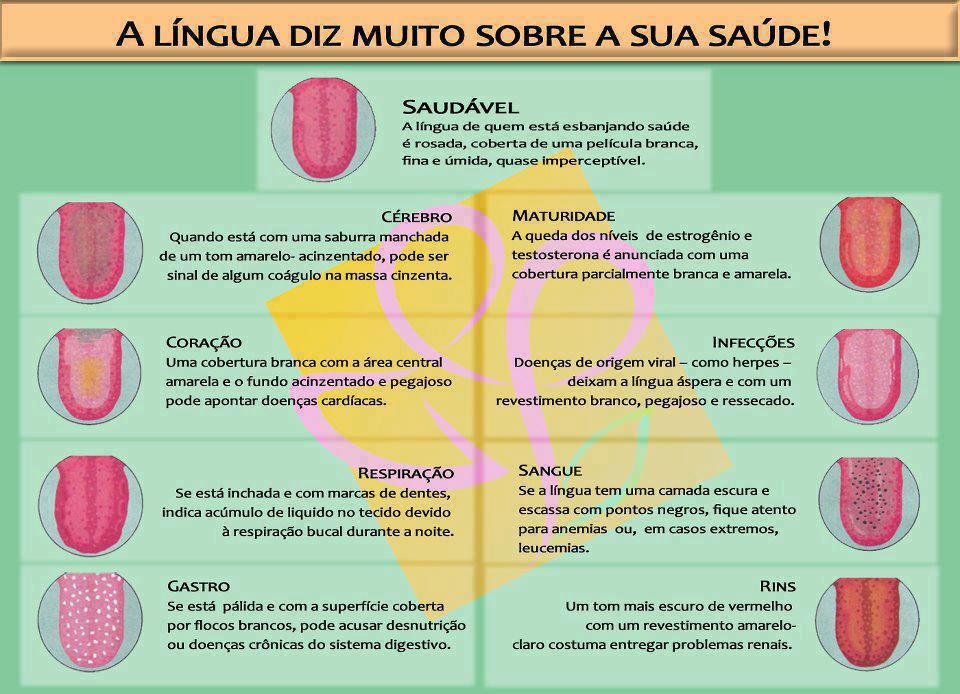 A LÍNGUA DIZ MUITO SOBRE A SUA SAÚDE!
SAUDÁVEL
A língua de quem está esbanjando saúde
é rosada, coberta de uma película branca,
fina e úmida, quase imperceptível.
CÉREBRO
Quando está com uma saburra manchada
de um tom amarelo- acinzentado, pode ser
sinal de algum coágulo na massa cinzenta.
MATURIDADE
A queda dos níveis de estrogênio e
testosterona é anunciada com uma
cobertura parcialmente branca e amarela.
CORAÇÃO
Uma cobertura branca com a área central
amarela e o fundo acinzentado e pegajoso
pode apontar doenças cardíacas.
INFECÇÕES
Doenças de origem viral – como herpes –
deixam a língua áspera e com um
revestimento branco, pegajoso e ressecado.
RESPIRAÇÃO
Se está inchada e com marcas de dentes,
indica acúmulo de liquido no tecido devido
à respiração bucal durante a noite.
SANGUE
Se a língua tem uma camada escura e
escassa com pontos negros, fique atento
para anemias ou, em casos extremos,
leucemias.
GASTRO
Se está pálida e com a superfície coberta
por flocos brancos, pode acusar desnutrição
ou doenças crônicas do sistema digestivo.
RINS
Um tom mais escuro de vermelho
com um revestimento amarelo-
claro costuma entregar problemas renais.